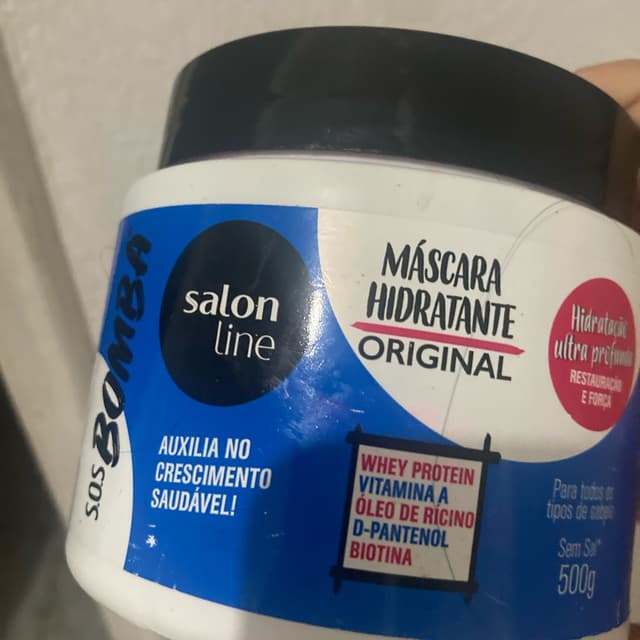 S.O.S BOMBA
salon
line
MÁSCARA
HIDRATANTE
ORIGINAL
Hidratação
ultra profunda
RESTAURAÇÃO
E FORÇA
AUXILIA NO
CRESCIMENTO
SAUDÁVEL!
WHEY PROTEIN
VITAMINA A
ÓLEO DE RÍCINO
D-PANTENOL
BIOTINA
Para todos os
tipos de cabelo
Sem Sal*
500g